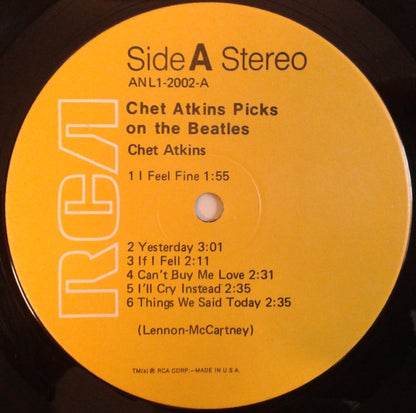 Side A Stereo
ANL1-2002-A
Chet Atkins Picks
on the Beatles
Chet Atkins
1 I Feel Fine 1:55
2 Yesterday 3:01
3 If I Fell 2:11
4 Can't Buy Me Love 2:31
5 I'll Cry Instead 2:35
6 Things We Said Today 2:35
(Lennon-McCartney)
TM(s) ® RCA CORP.—MADE IN U.S.A.
RCA